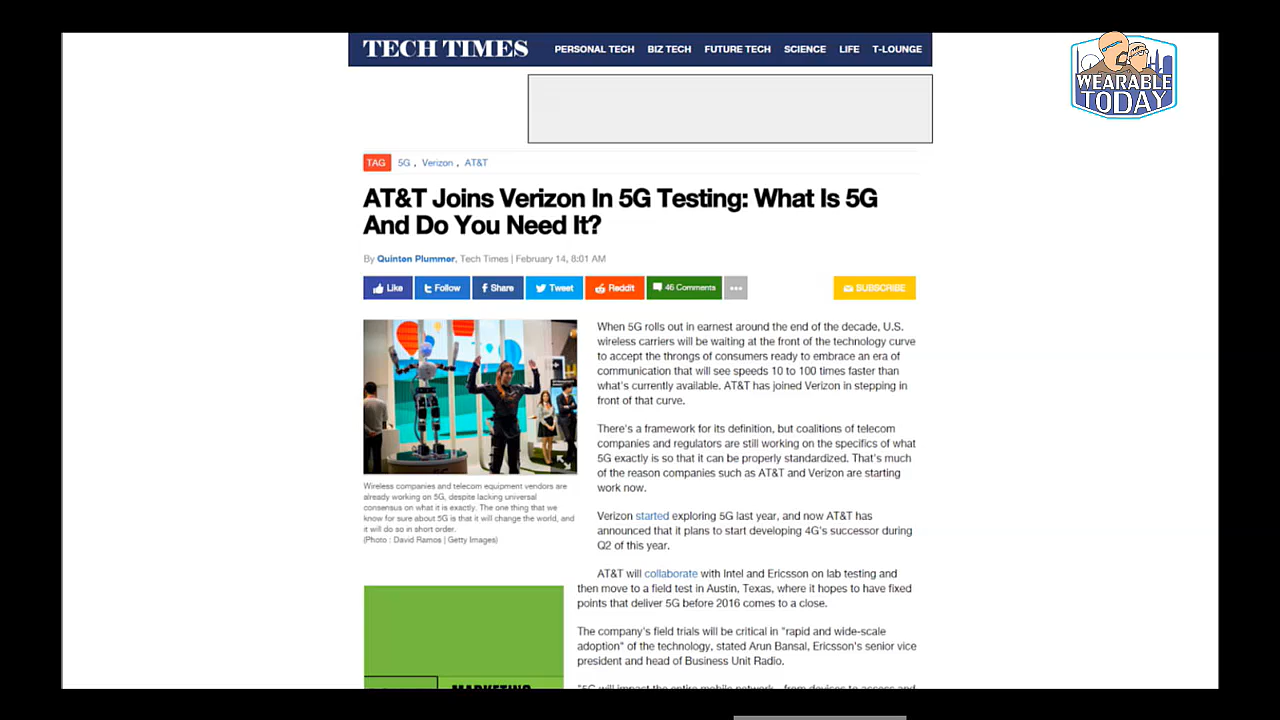 TECH TIMES PERSONAL TECH BIZ TECH FUTURE TECH SCIENCE LIFE T-LOUNGE
WEARABLE
TODAY
TAG 5G , Verizon , AT&T
AT&T Joins Verizon In 5G Testing: What Is 5G
And Do You Need It?
By Quinten Plummer, Tech Times | February 14, 8:01 AM
Like Follow Share Tweet Reddit 46 Comments ••• SUBSCRIBE
Wireless companies and telecom equipment vendors are
already working on 5G, despite lacking universal
consensus on what it is exactly. The one thing that we
know for sure about 5G is that it will change the world, and
it will do so in short order.
(Photo : David Ramos | Getty Images)
When 5G rolls out in earnest around the end of the decade, U.S.
wireless carriers will be waiting at the front of the technology curve
to accept the throngs of consumers ready to embrace an era of
communication that will see speeds 10 to 100 times faster than
what's currently available. AT&T has joined Verizon in stepping in
front of that curve.
There's a framework for its definition, but coalitions of telecom
companies and regulators are still working on the specifics of what
5G exactly is so that it can be properly standardized. That's much
of the reason companies such as AT&T and Verizon are starting
work now.
Verizon started exploring 5G last year, and now AT&T has
announced that it plans to start developing 4G's successor during
Q2 of this year.
AT&T will collaborate with Intel and Ericsson on lab testing and
then move to a field test in Austin, Texas, where it hopes to have fixed
points that deliver 5G before 2016 comes to a close.
The company's field trials will be critical in "rapid and wide-scale
adoption" of the technology, stated Arun Bansal, Ericsson's senior vice
president and head of Business Unit Radio.
"5G will impact the entire mobile network - from devices to access and
MARKETING